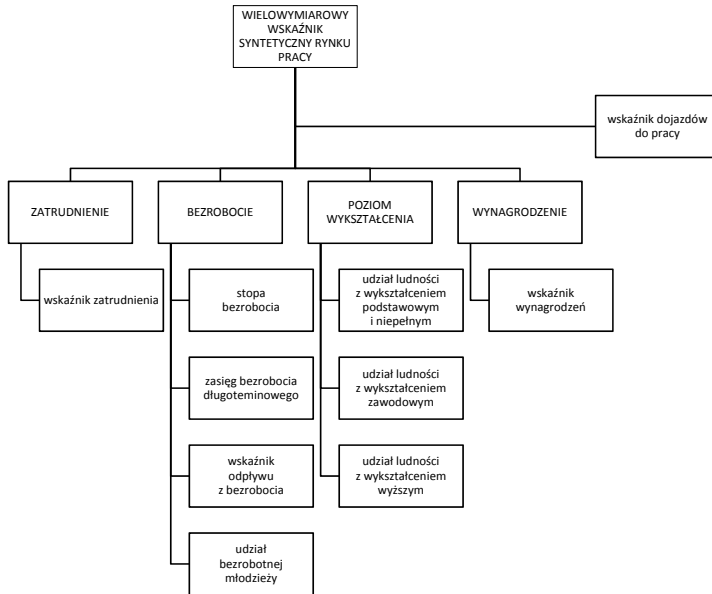 WIELOWYMIAROWY
WSKAŹNIK
SYNTETYCZNY RYNKU
PRACY
wskaźnik dojazdów
do pracy
ZATRUDNIENIE
BEZROBOCIE
POZIOM
WYKSZTAŁCENIA
WYNAGRODZENIE
wskaźnik zatrudnienia
stopa
bezrobocia
udział ludności
z wykształceniem
podstawowym
i niepełnym
wskaźnik
wynagrodzeń
zasięg bezrobocia
długoteminowego
udział ludności
z wykształceniem
zawodowym
wskaźnik
odpływu
z bezrobocia
udział ludności
z wykształceniem
wyższym
udział
bezrobotnej
młodzieży